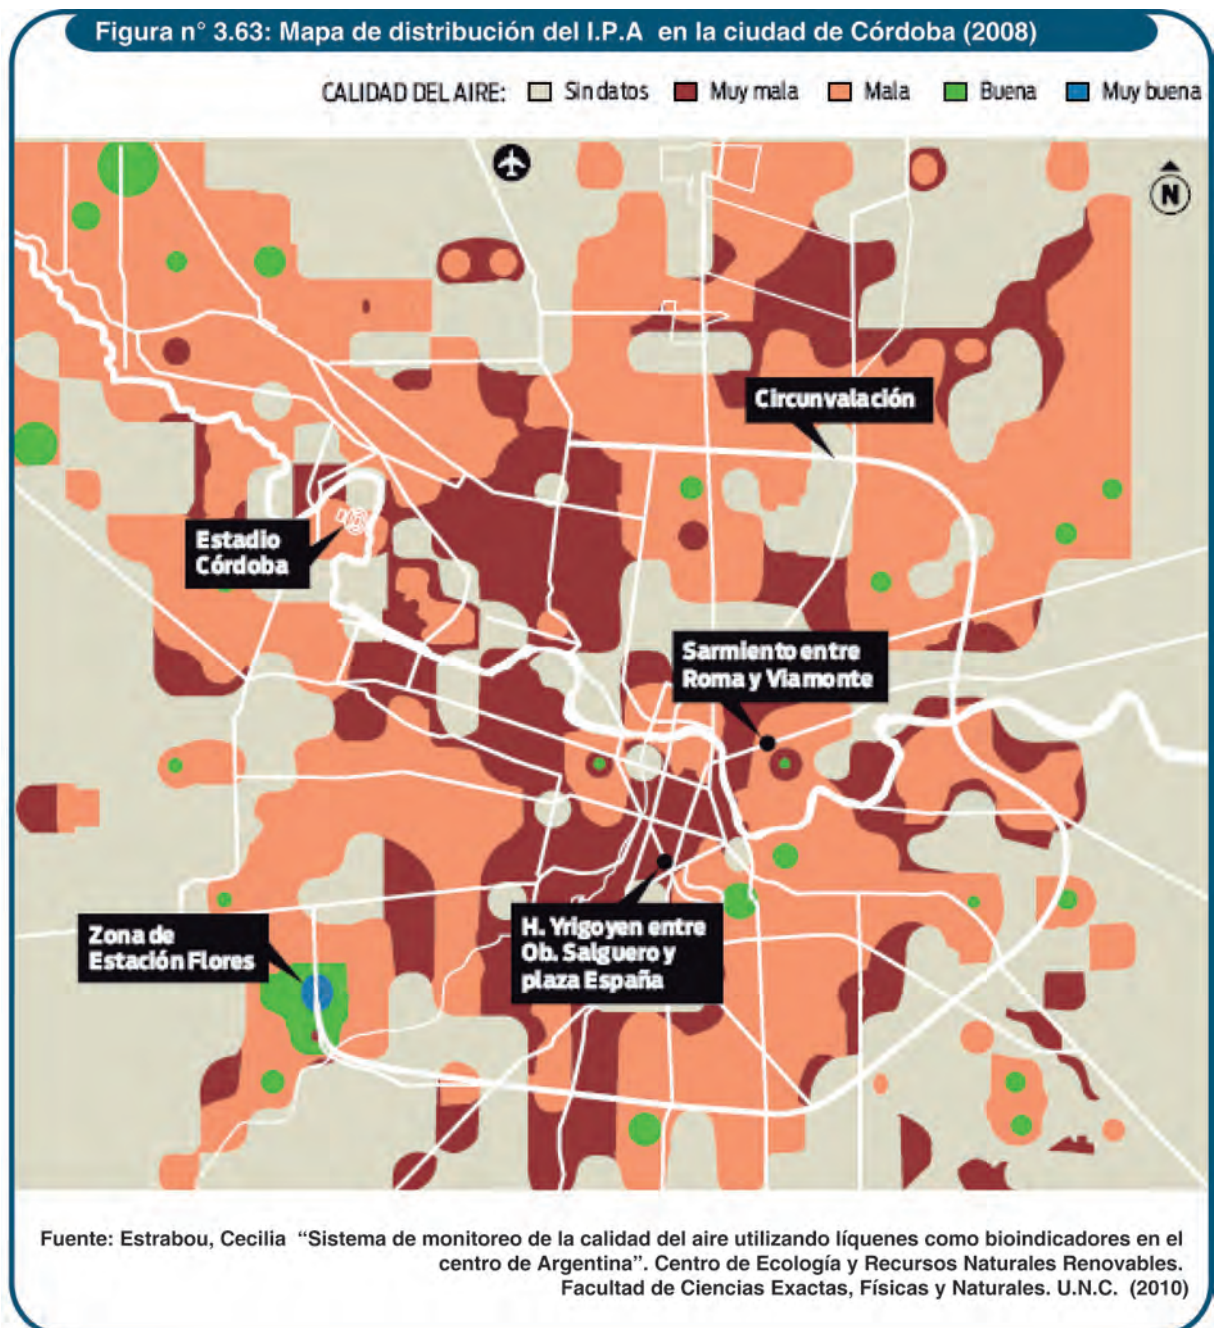 Figura n° 3.63: Mapa de distribución del I.P.A en la ciudad de Córdoba (2008)
CALIDAD DEL AIRE: Sin datos Muy mala Mala Buena Muy buena
N
Circunvalación
Estadio
Córdoba
Sarmiento entre
Roma y Viamonte
Zona de
Estación Flores
H. Yrigoyen entre
Ob. Salguero y
plaza España
Fuente: Estrabou, Cecilia “Sistema de monitoreo de la calidad del aire utilizando líquenes como bioindicadores en el
centro de Argentina”. Centro de Ecología y Recursos Naturales Renovables.
Facultad de Ciencias Exactas, Físicas y Naturales. U.N.C. (2010)